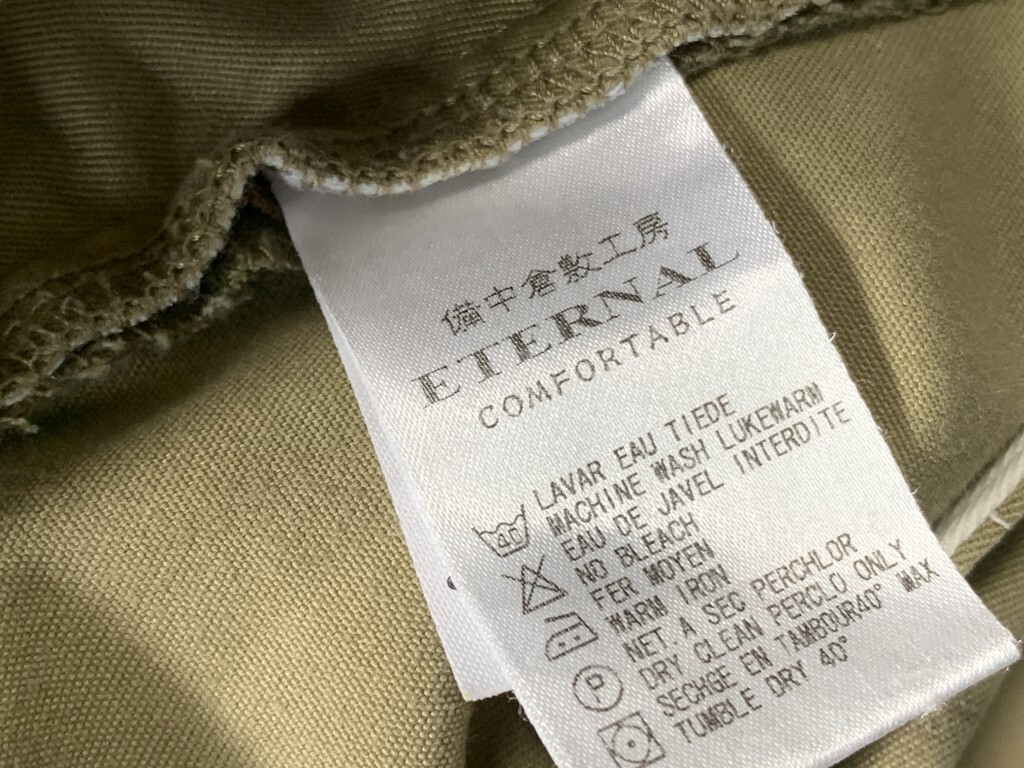 備中倉敷工房
ETERNAL
COMFORTABLE
LAVAR EAU TIEDE
MACHINE WASH LUKEWARM
EAU DE JAVEL INTERDITE
NO BLEACH
FER MOYEN
WARM IRON
NET.A SEC PERCHLOR
DRY CLEAN PERCLO ONLY
SECHGE EN TAMBOUR40° MAX
TUMBLE DRY 40°
40
P